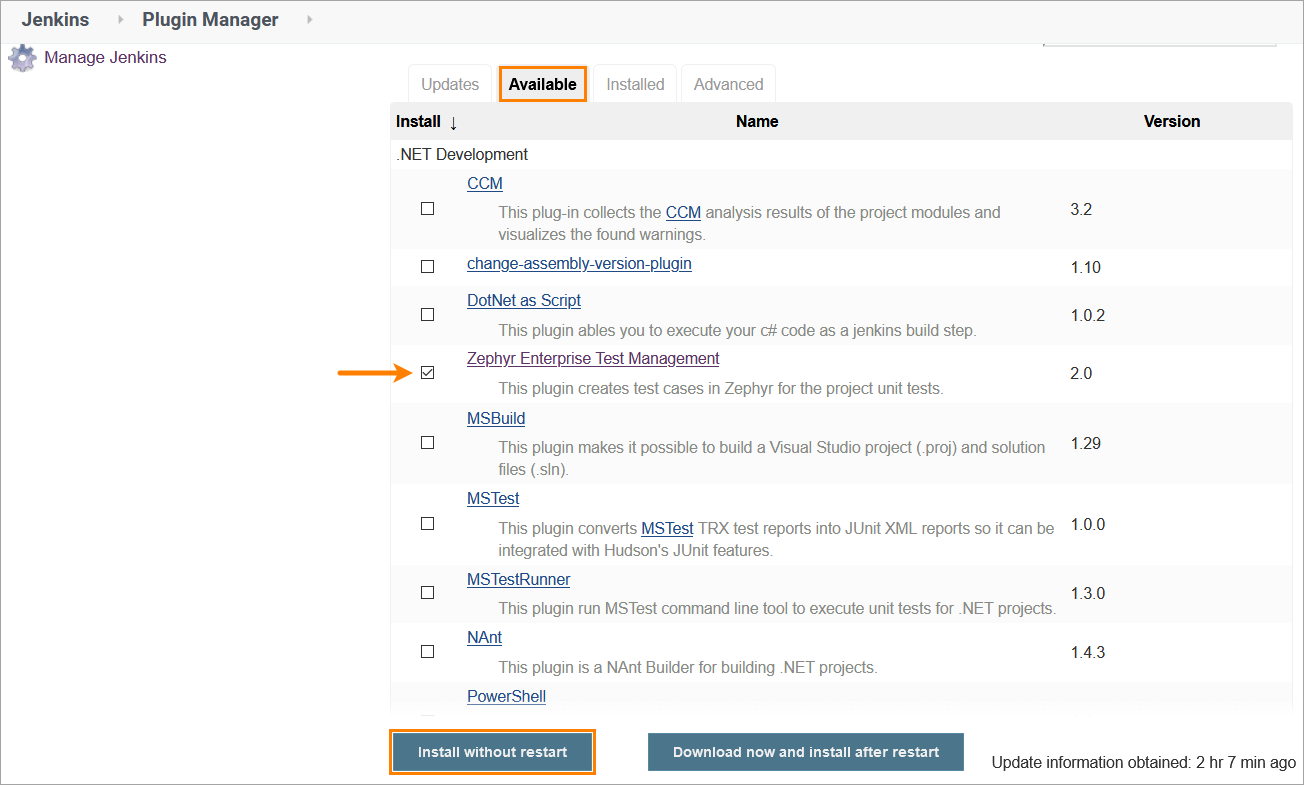 Jenkins Plugin Manager
Manage Jenkins
Updates Available Installed Advanced
Install ↓ Name Version
.NET Development
CCM
This plug-in collects the CCM analysis results of the project modules and
visualizes the found warnings.
3.2
change-assembly-version-plugin
1.10
DotNet as Script
This plugin ables you to execute your c# code as a jenkins build step.
1.0.2
Zephyr Enterprise Test Management
This plugin creates test cases in Zephyr for the project unit tests.
2.0
MSBuild
This plugin makes it possible to build a Visual Studio project (.proj) and solution
files (.sln).
1.29
MSTest
This plugin converts MSTest TRX test reports into JUnit XML reports so it can be
integrated with Hudson's JUnit features.
1.0.0
MSTestRunner
This plugin run MSTest command line tool to execute unit tests for .NET projects.
1.3.0
NAnt
This plugin is a NAnt Builder for building .NET projects.
1.4.3
PowerShell
Install without restart Download now and install after restart
Update information obtained: 2 hr 7 min ago